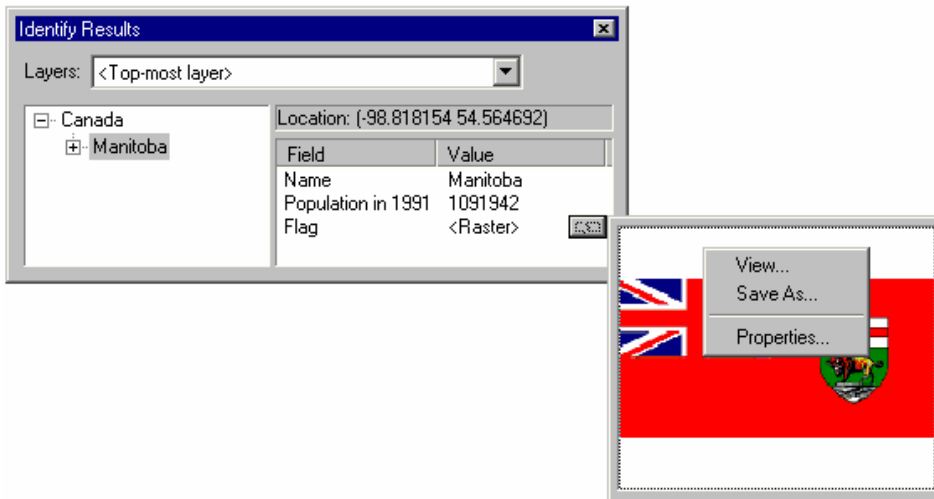 Identify Results
Layers: <Top-most layer>
Canada
Manitoba
Location: (-98.818154 54.564692)
Field Value
Name Manitoba
Population in 1991 1091942
Flag <Raster>
View...
Save As...
Properties...